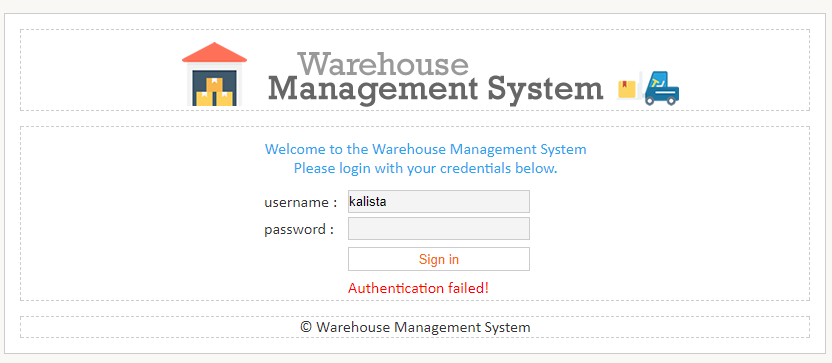 Warehouse
Management System
Welcome to the Warehouse Management System
Please login with your credentials below.
username : kalista
password :
Sign in
Authentication failed!
© Warehouse Management System